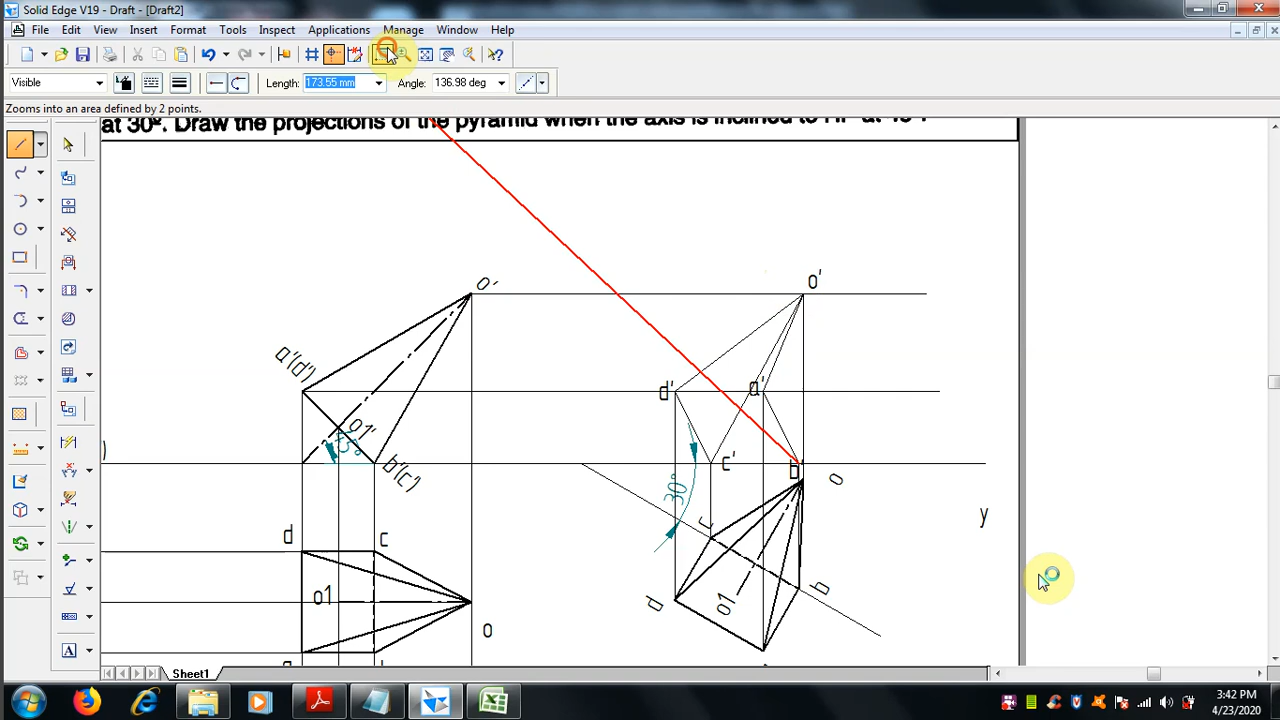 Solid Edge V19 - Draft - [Draft2]
File Edit View Insert Format Tools Inspect Applications Manage Window Help
Visible Length: 173.55 mm Angle: 136.98 deg
Zooms into an area defined by 2 points.
at 30º. Draw the projections of the pyramid when the axis is inclined to HP at 45º.
o' o'
a'(d') d' a'
o1'
45° b'(c') c' b' o
30°
y
d c c
o1 o1 b
d
o
Sheet1
3:42 PM
4/23/2020